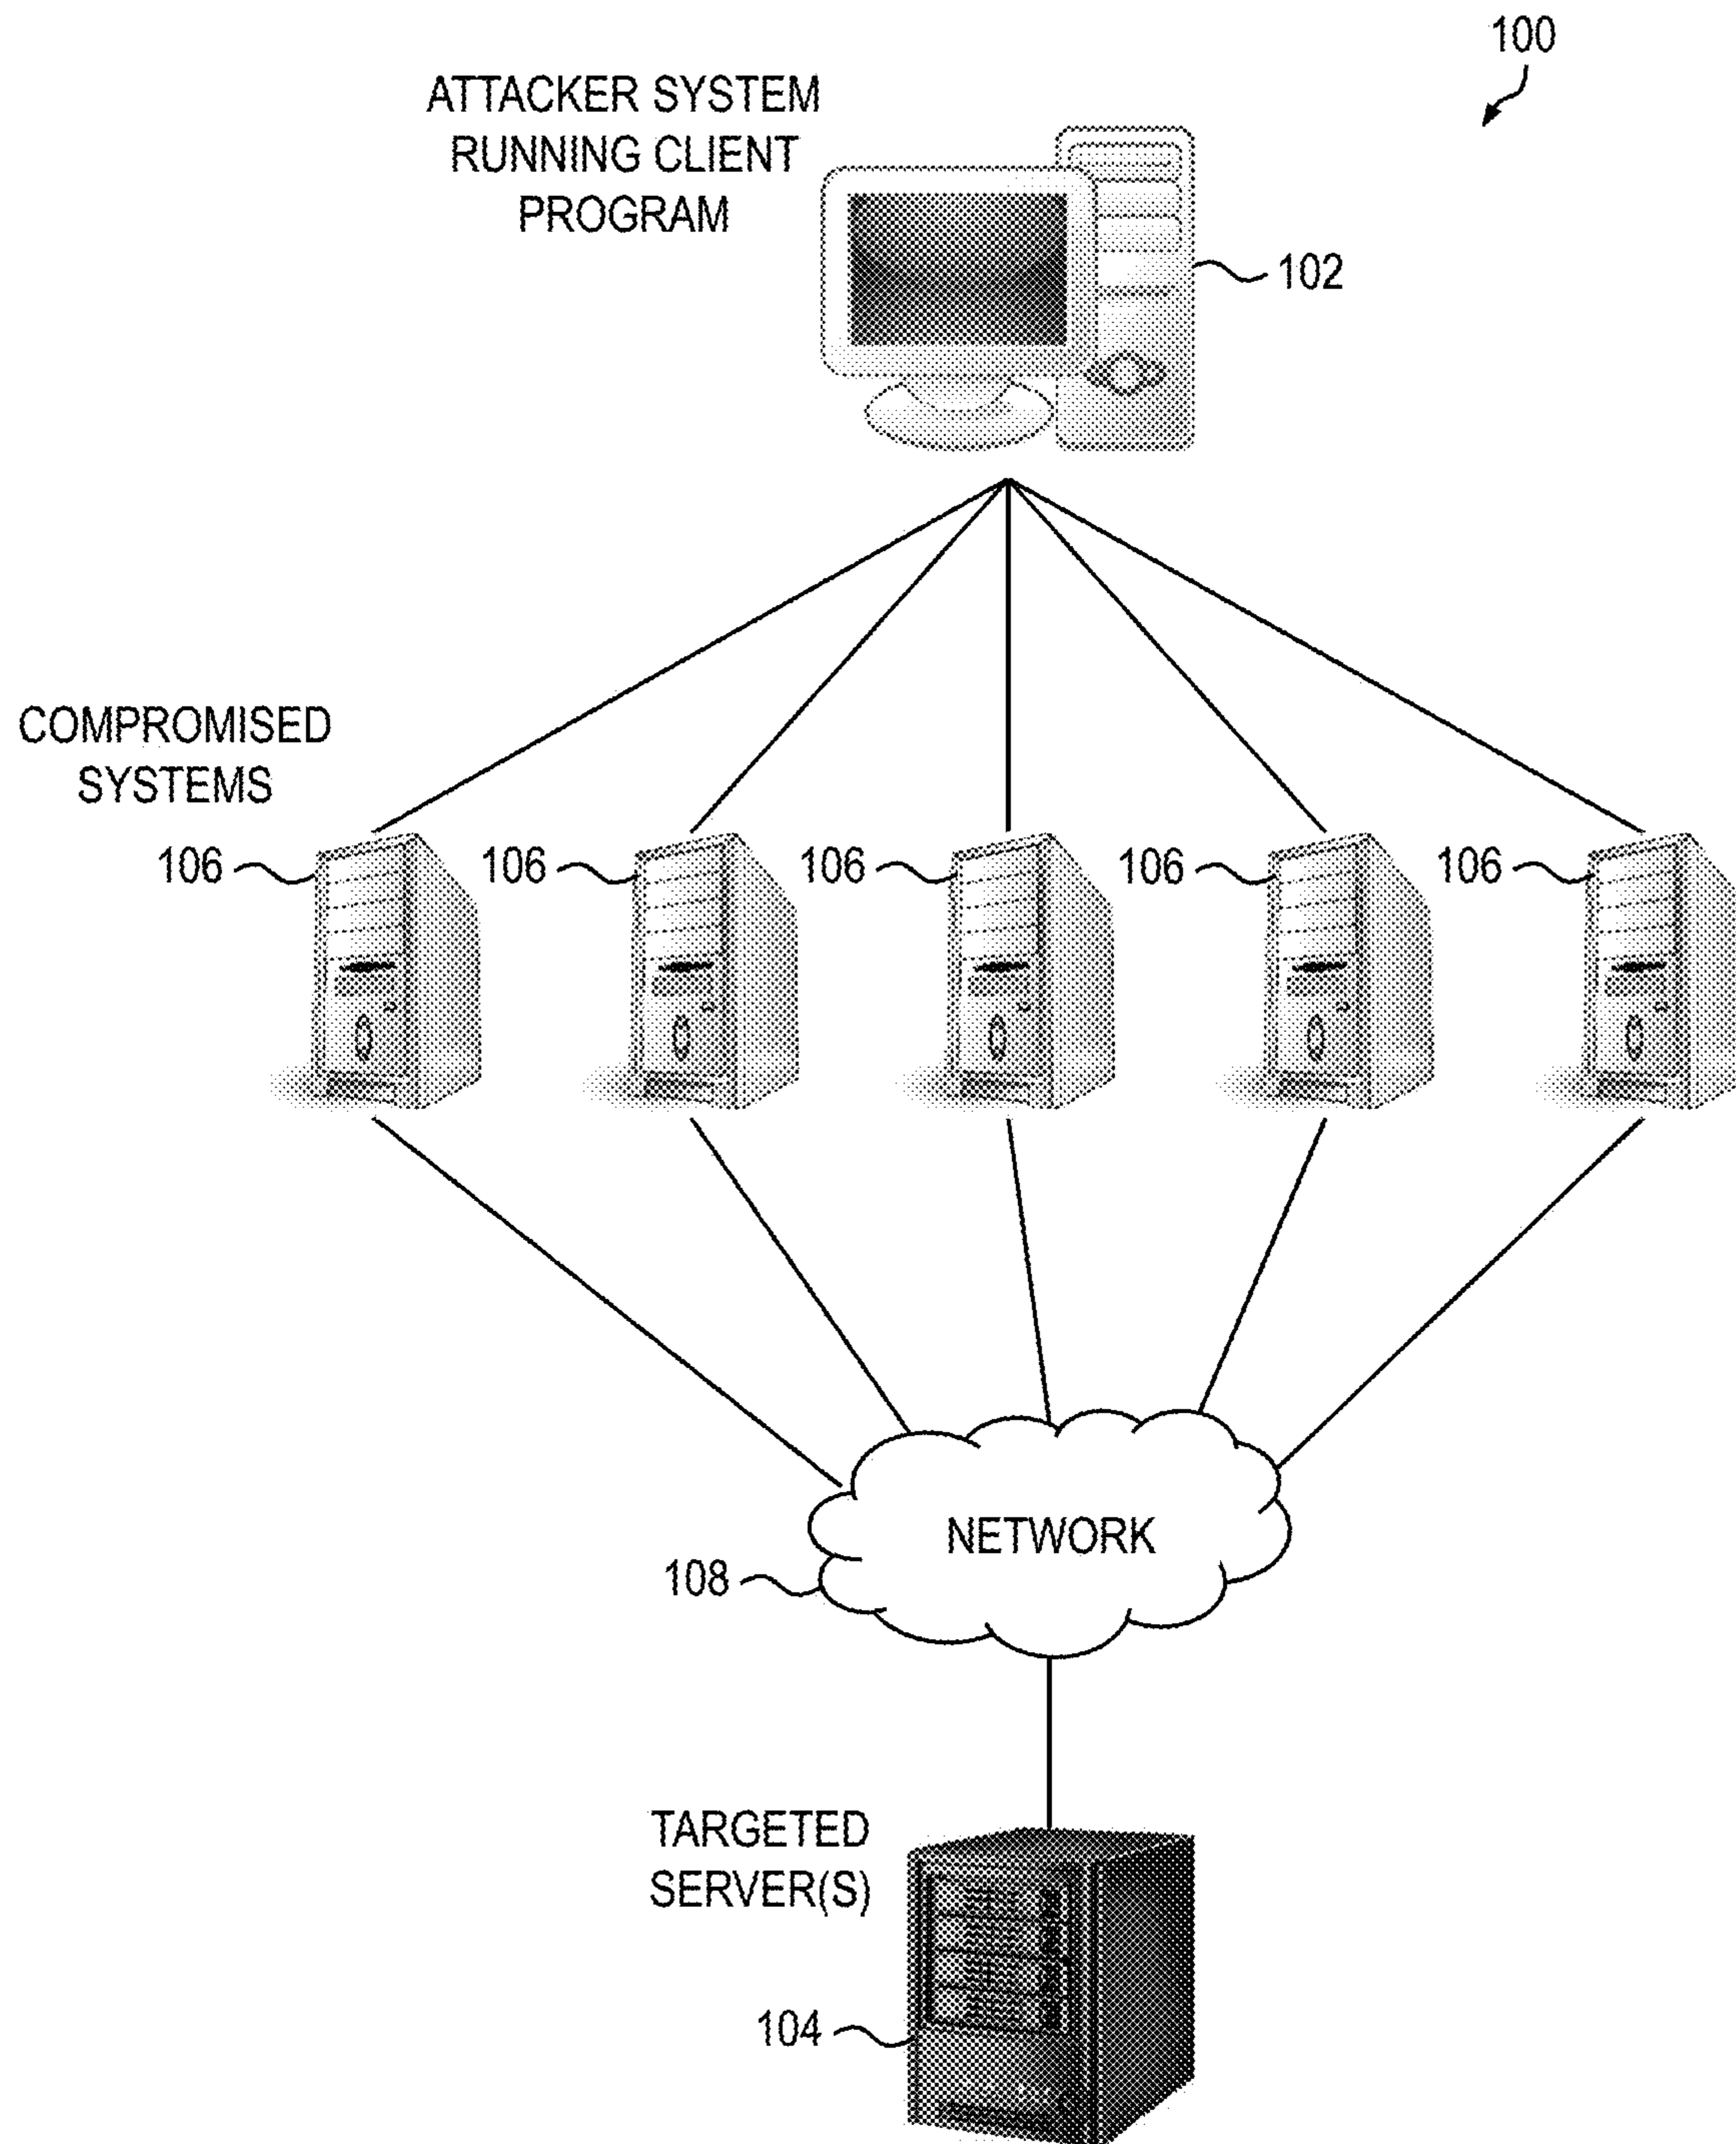 100
ATTACKER SYSTEM
RUNNING CLIENT
PROGRAM
102
COMPROMISED
SYSTEMS
106
106
106
106
106
NETWORK
108
TARGETED
SERVER(S)
104